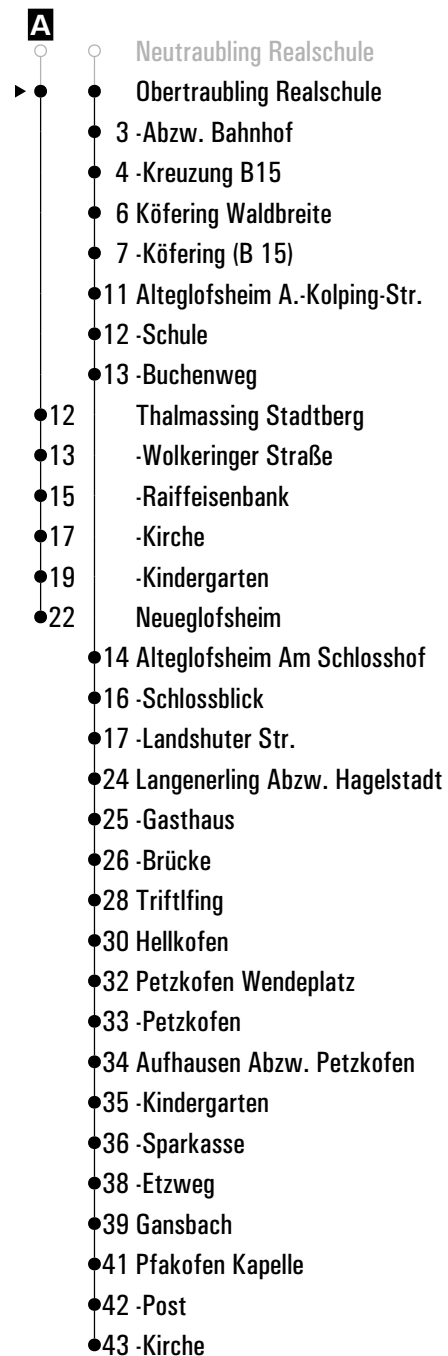 A
Neutraubling Realschule
Obertraubling Realschule
3 -Abzw. Bahnhof
4 -Kreuzung B15
6 Köfering Waldbreite
7 -Köfering (B 15)
11 Alteglofsheim A.-Kolping-Str.
12 -Schule
13 -Buchenweg
12 Thalmassing Stadtberg
13 -Wolkeringer Straße
15 -Raiffeisenbank
17 -Kirche
19 -Kindergarten
22 Neueglofsheim
14 Alteglofsheim Am Schlosshof
16 -Schlossblick
17 -Landshuter Str.
24 Langenerling Abzw. Hagelstadt
25 -Gasthaus
26 -Brücke
28 Triftlfing
30 Hellkofen
32 Petzkofen Wendeplatz
33 -Petzkofen
34 Aufhausen Abzw. Petzkofen
35 -Kindergarten
36 -Sparkasse
38 -Etzweg
39 Gansbach
41 Pfakofen Kapelle
42 -Post
43 -Kirche